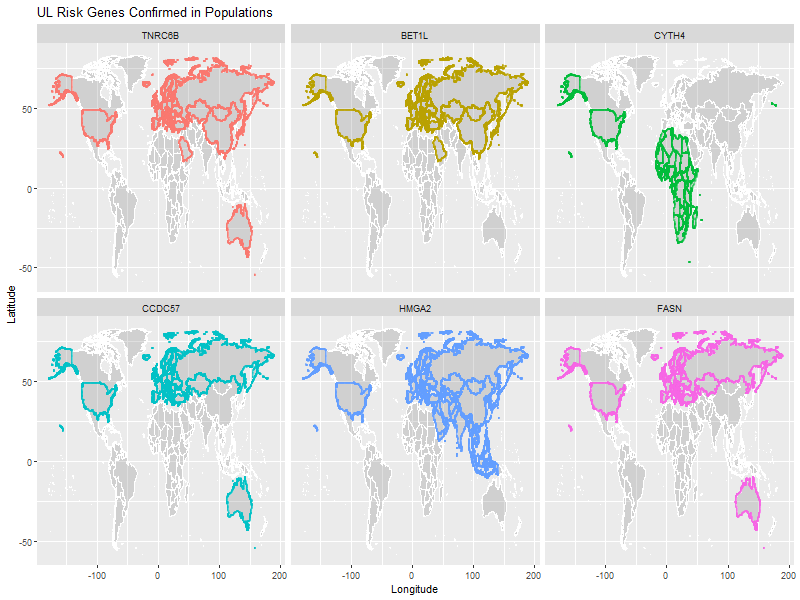 UL Risk Genes Confirmed in Populations
TNRC6B
BET1L
CYTH4
50
0
-50
Latitude
CCDC57
HMGA2
FASN
50
0
-50
-100 0 100 200
-100 0 100 200
-100 0 100 200
Longitude